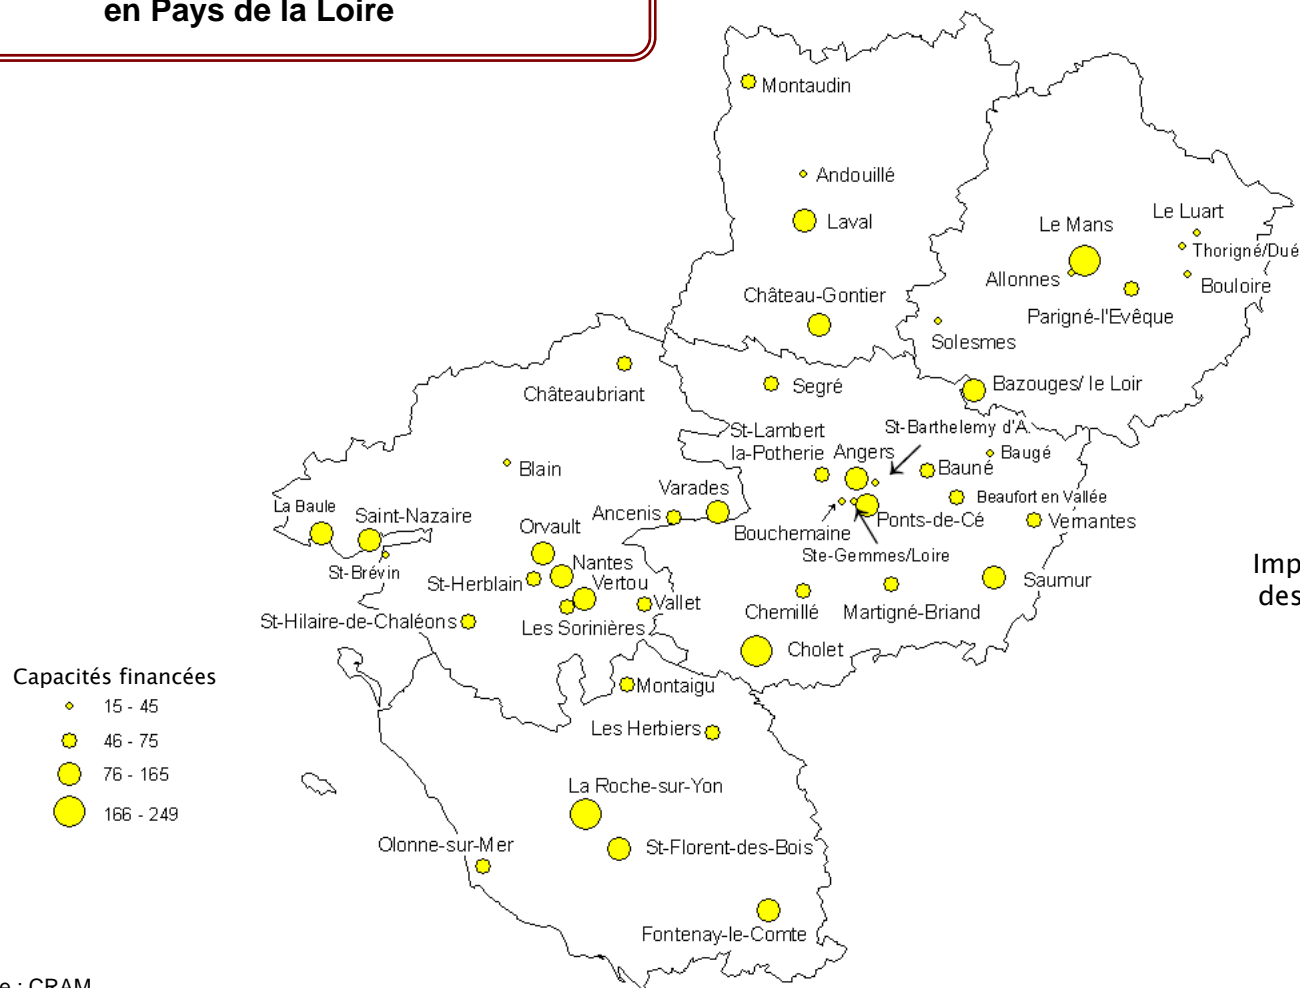 en Pays de la Loire
Montaudin
Andouillé
Laval
Le Luart
Le Mans
Thorigné/Dué
Allonnes
Bouloire
Château-Gontier
Parigné-l'Evêque
Solesmes
Châteaubriant
Segré
Bazouges/ le Loir
St-Lambert
la-Potherie
Angers
St-Barthelemy d'A.
Baugé
Bauné
Blain
Varades
Beaufort en Vallée
La Baule
Saint-Nazaire
Ancenis
Orvault
Bouchemaine
Ponts-de-Cé
Vernantes
Ste-Gemmes/Loire
St-Brévin
Nantes
St-Herblain
Vertou
Vallet
Saumur
Imp
des
Chemillé
Martigné-Briand
St-Hilaire-de-Chaléons
Les Sorinières
Cholet
Capacités financées
15 - 45
46 - 75
76 - 165
166 - 249
Montaigu
Les Herbiers
La Roche-sur-Yon
Olonne-sur-Mer
St-Florent-des-Bois
Fontenay-le-Comte
e : CRAM